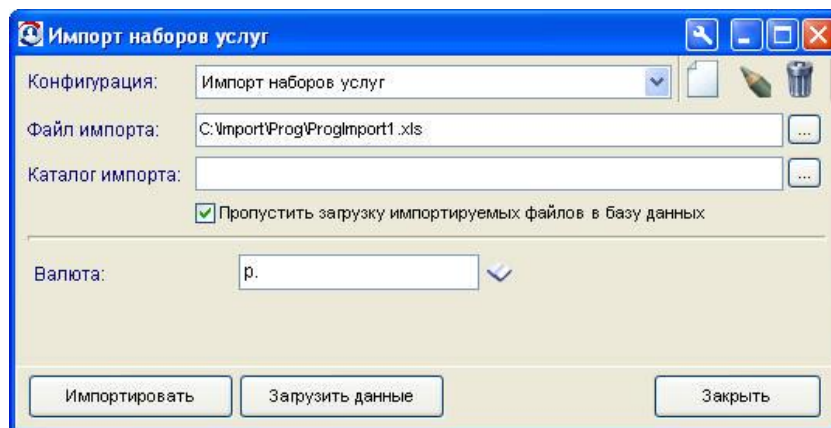 Импорт наборов услуг
Конфигурация: Импорт наборов услуг
Файл импорта: C:\Import\Prog\ProgImport1.xls ...
Каталог импорта: ...
Пропустить загрузку импортируемых файлов в базу данных
Валюта: р.
Импортировать Загрузить данные Закрыть